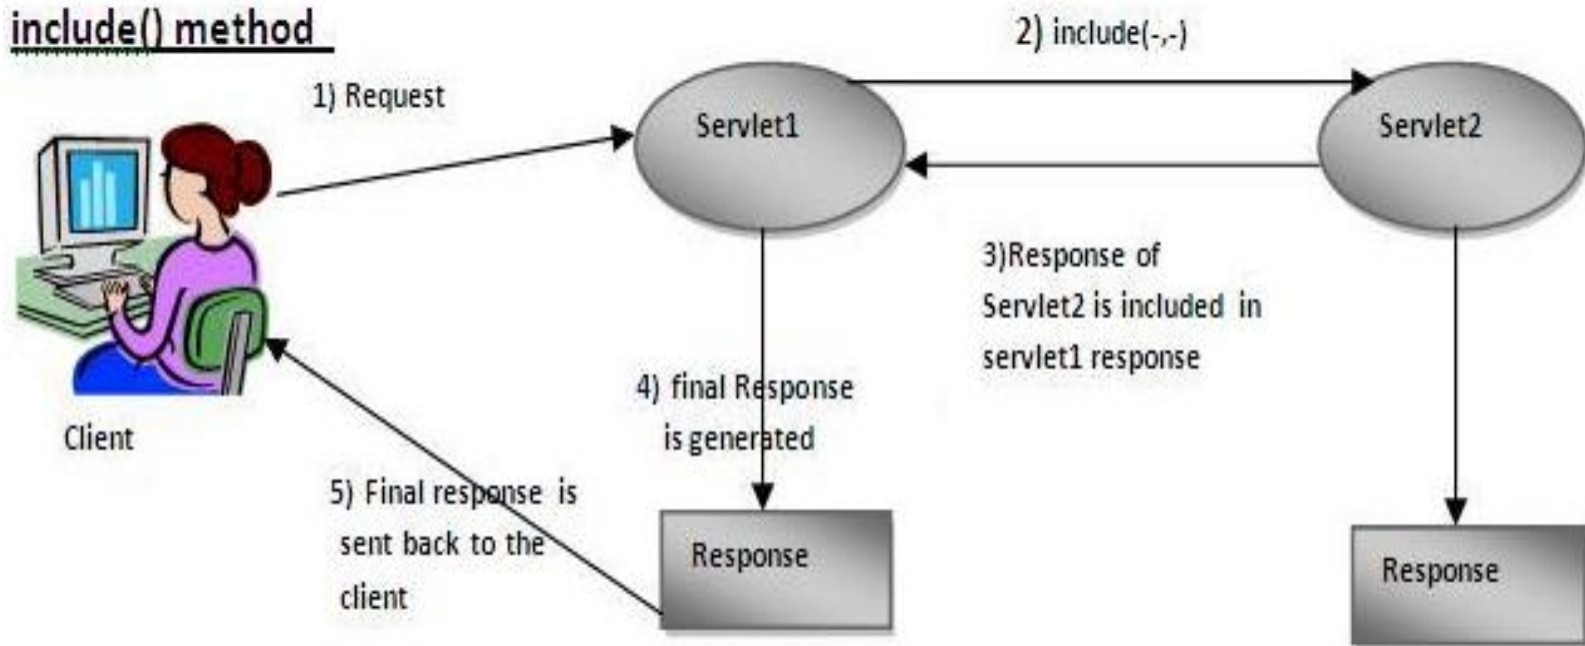 include() method
2) include(-,-)
1) Request
Servlet1
Servlet2
3)Response of
Servlet2 is included in
servlet1 response
4) final Response
is generated
Client
5) Final response is
sent back to the
client
Response
Response